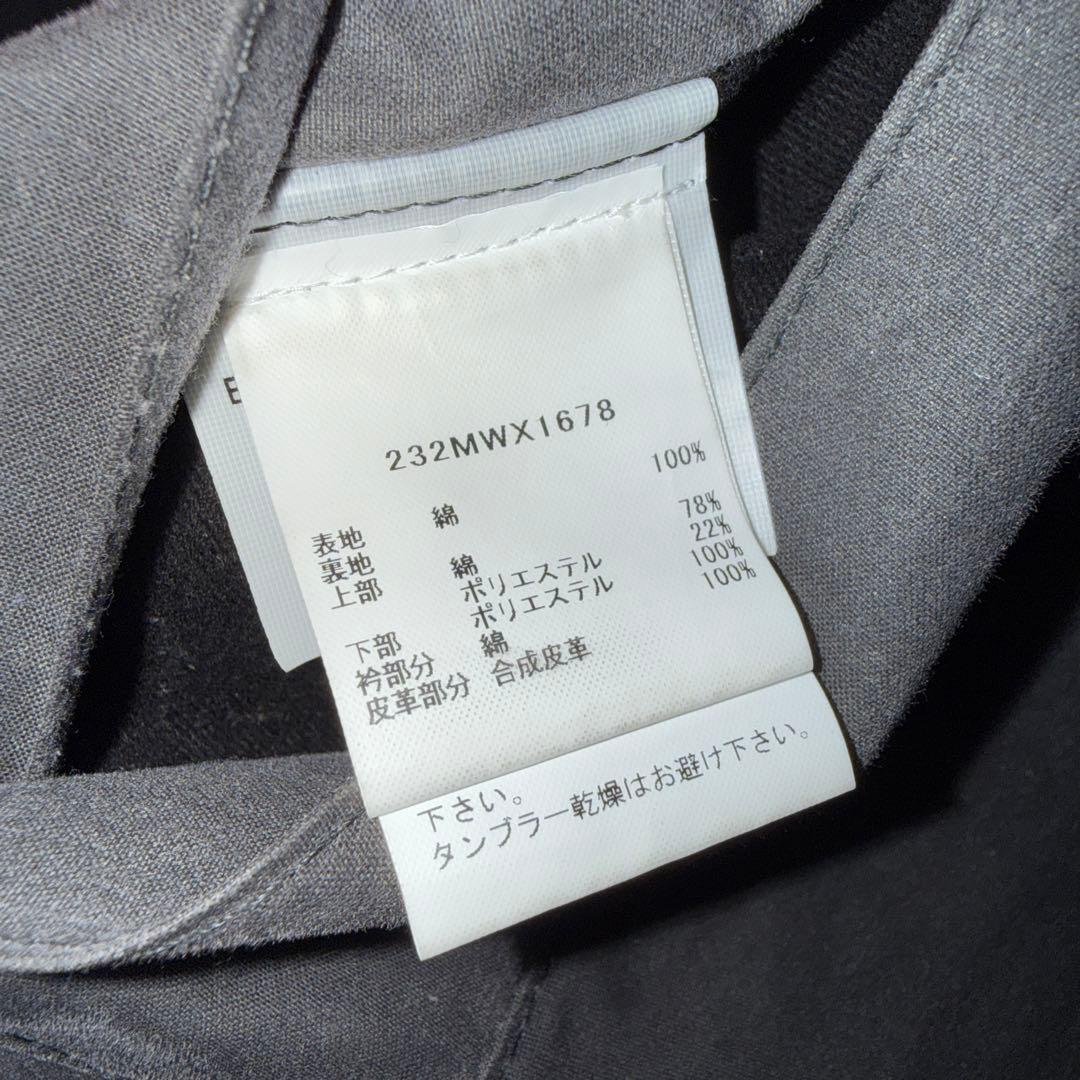 E
232MWX1678
表地 綿 100%
裏地
上部 綿 78%
ポリエステル 22%
下部 ポリエステル 100%
衿部分 綿 100%
皮革部分 合成皮革
下さい。
タンブラー乾燥はお避け下さい。